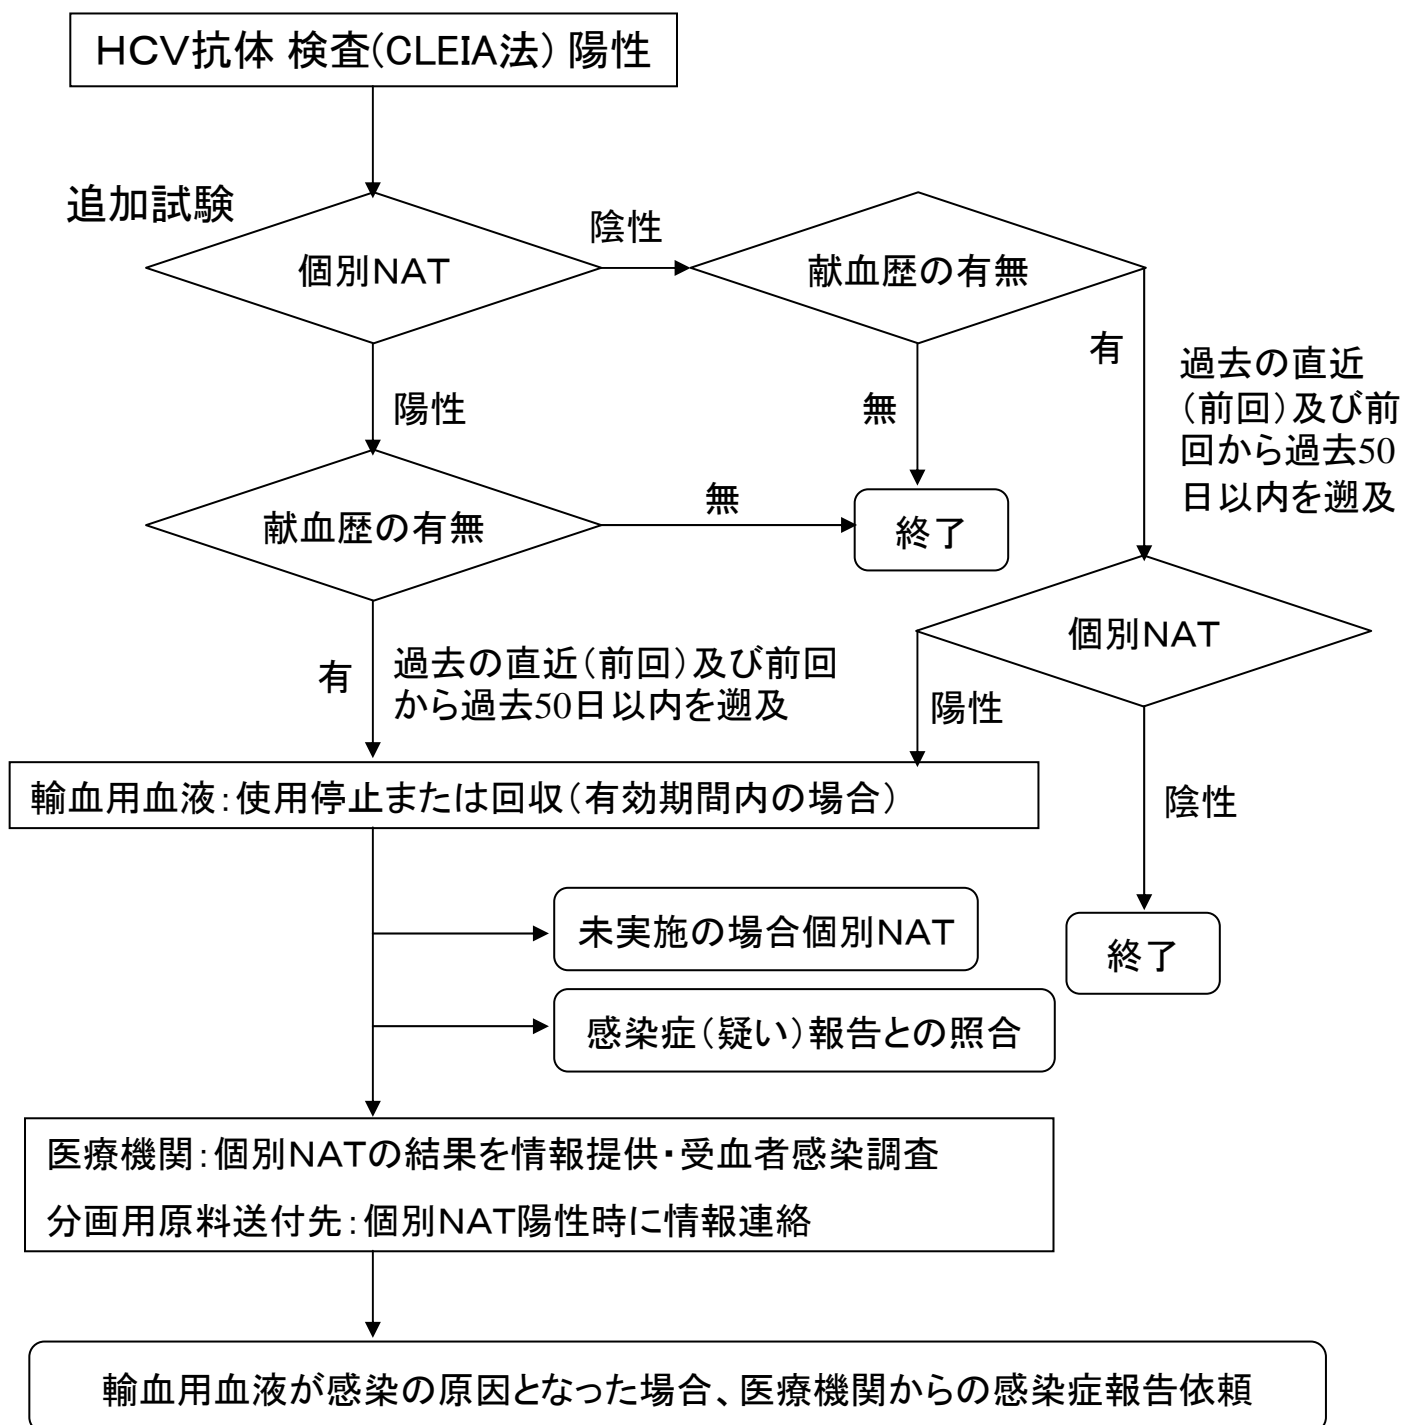 HCV抗体 検査(CLEIA法) 陽性
追加試験
個別NAT
陰性
献血歴の有無
有
過去の直近
(前回)及び前
回から過去50
日以内を遡及
陽性
無
献血歴の有無
無
終了
個別NAT
有
過去の直近(前回)及び前回
から過去50日以内を遡及
陽性
輸血用血液:使用停止または回収(有効期間内の場合)
陰性
未実施の場合個別NAT
終了
感染症(疑い)報告との照合
医療機関:個別NATの結果を情報提供・受血者感染調査
分画用原料送付先:個別NAT陽性時に情報連絡
輸血用血液が感染の原因となった場合、医療機関からの感染症報告依頼